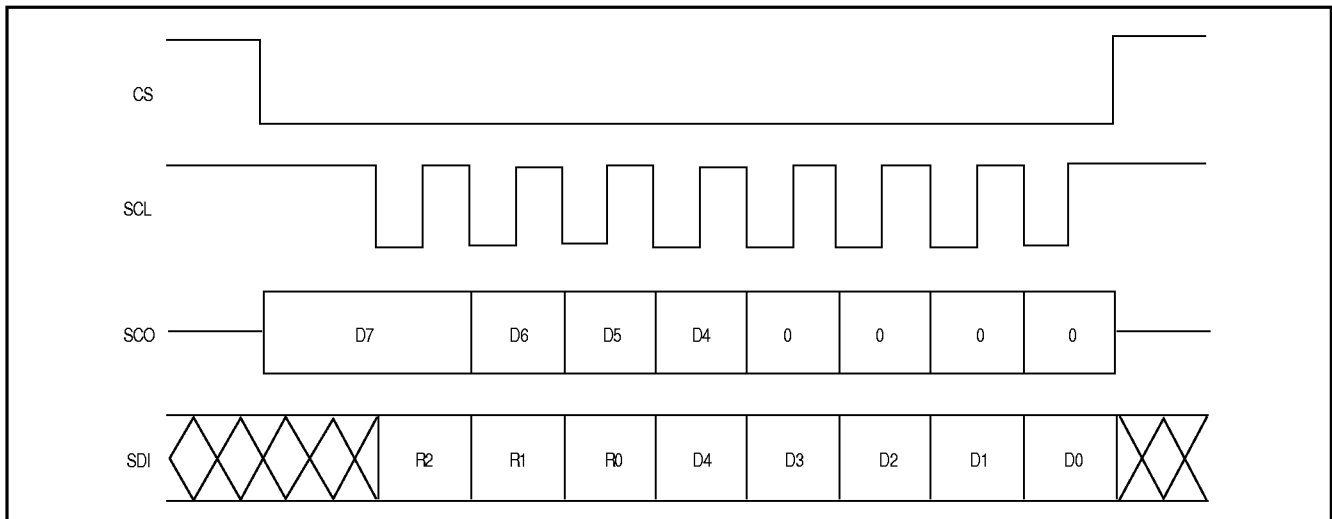 CS
SCL
SCO D7 D6 D5 D4 0 0 0 0
SDI R2 R1 R0 D4 D3 D2 D1 D0